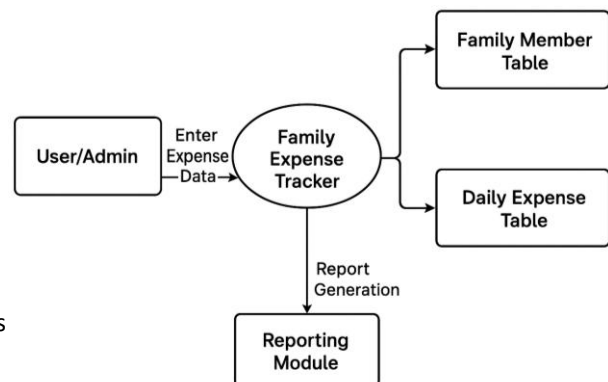 Family Member
Table
User/Admin
Enter
Expense
Data
Family
Expense
Tracker
Daily Expense
Table
Report
Generation
s
Reporting
Module